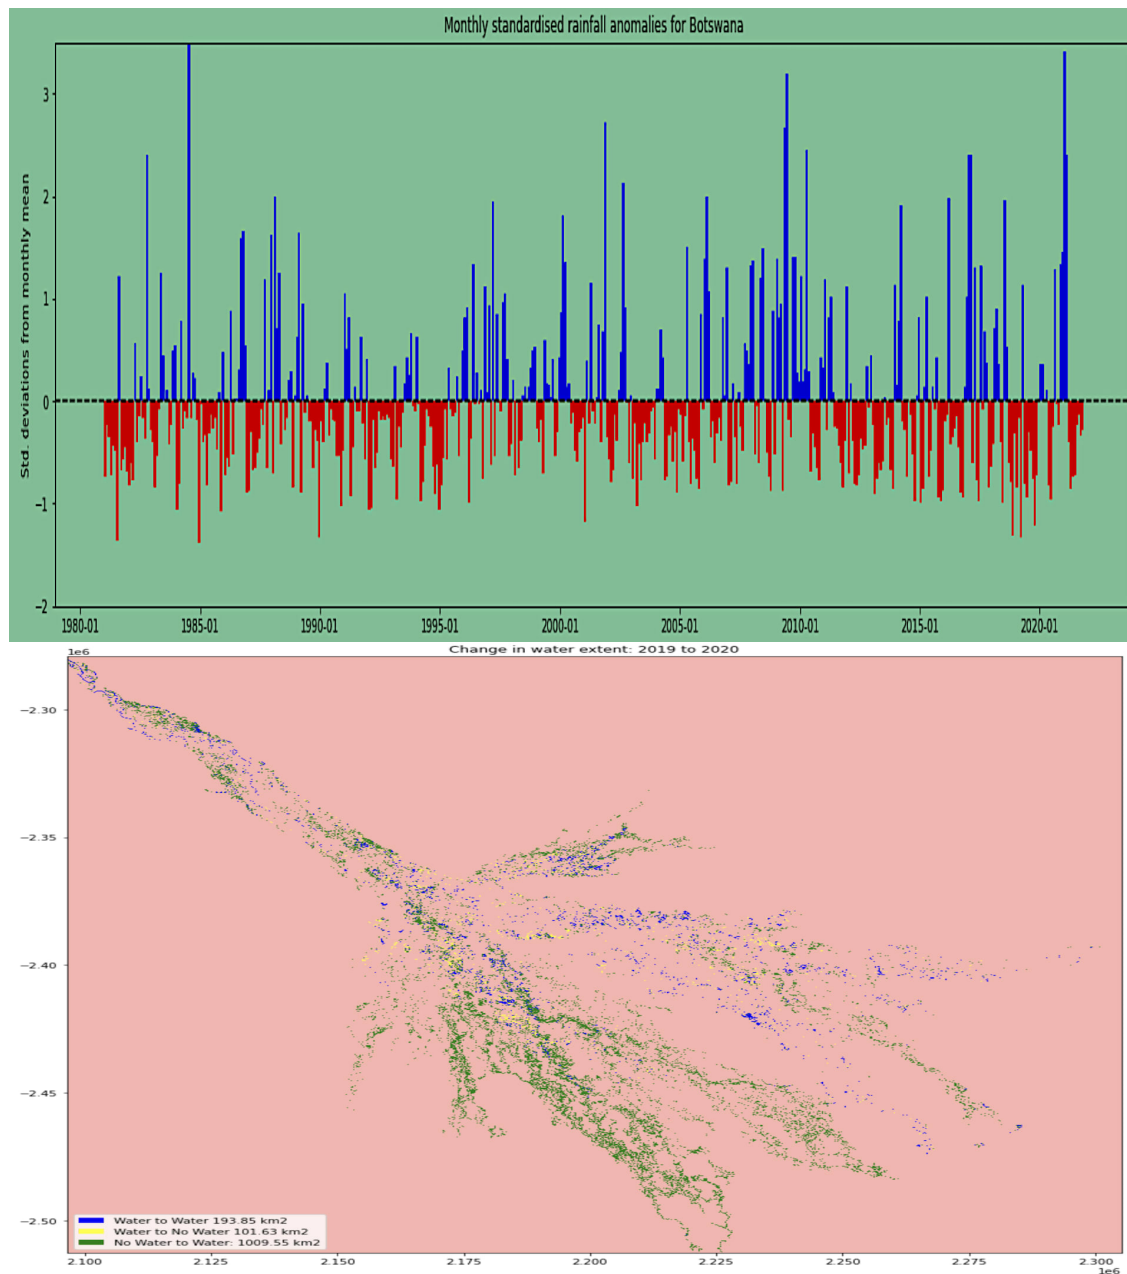 Monthly standardised rainfall anomalies for Botswana
Std. deviations from monthly mean
3
2
1
0
−1
−2
1980-01 1985-01 1990-01 1995-01 2000-01 2005-01 2010-01 2015-01 2020-01
Change in water extent: 2019 to 2020
1e6
−2.30
−2.35
−2.40
−2.45
−2.50
Water to Water 193.85 km2
Water to No Water 101.63 km2
No Water to Water: 1009.55 km2
2.100 2.125 2.150 2.175 2.200 2.225 2.250 2.275 2.300
1e6